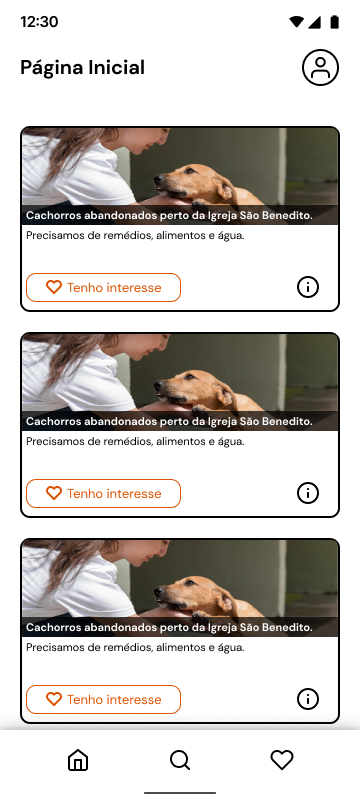 12:30
Página Inicial
Cachorros abandonados perto da Igreja São Benedito.
Precisamos de remédios, alimentos e água.
Tenho interesse
Cachorros abandonados perto da Igreja São Benedito.
Precisamos de remédios, alimentos e água.
Tenho interesse
Cachorros abandonados perto da Igreja São Benedito.
Precisamos de remédios, alimentos e água.
Tenho interesse